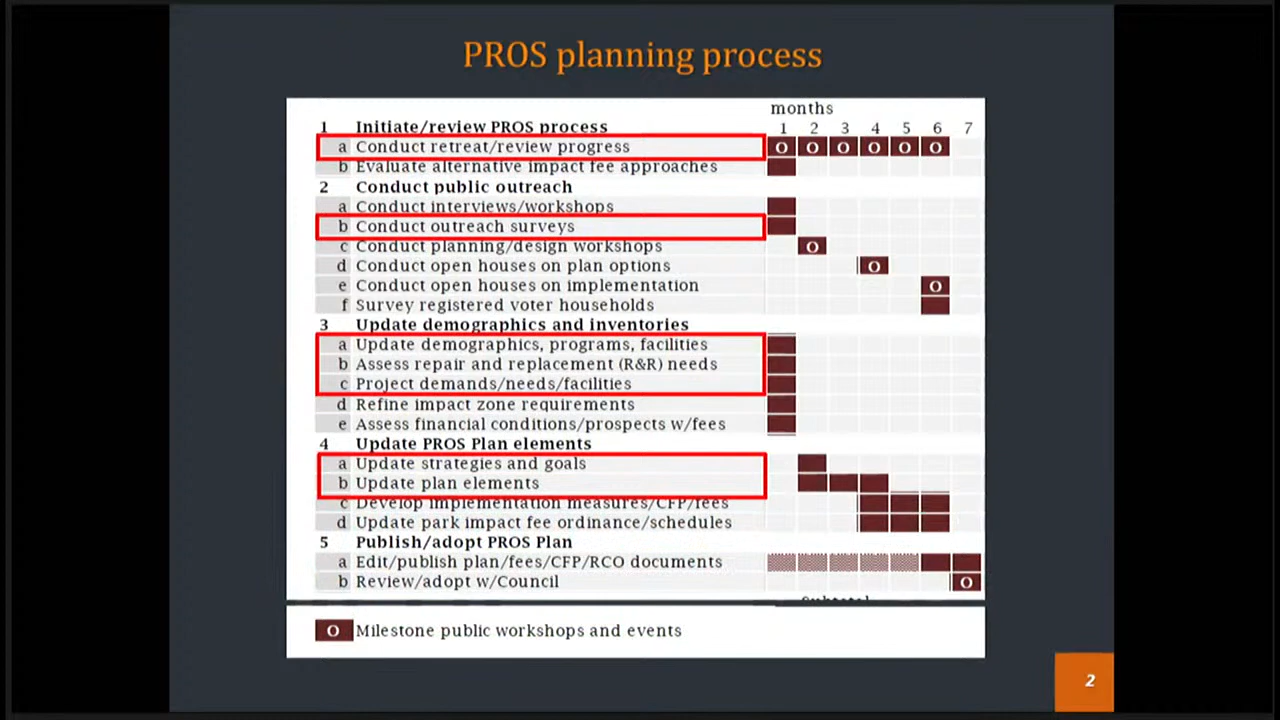 PROS planning process
months
1 Initiate/review PROS process 1 2 3 4 5 6 7
a Conduct retreat/review progress O O O O O O
b Evaluate alternative impact fee approaches
2 Conduct public outreach
a Conduct interviews/workshops
b Conduct outreach surveys
c Conduct planning/design workshops O
d Conduct open houses on plan options O
e Conduct open houses on implementation O
f Survey registered voter households
3 Update demographics and inventories
a Update demographics, programs, facilities
b Assess repair and replacement (R&R) needs
c Project demands/needs/facilities
d Refine impact zone requirements
e Assess financial conditions/prospects w/fees
4 Update PROS Plan elements
a Update strategies and goals
b Update plan elements
c Develop implementation measures/CFP/fees
d Update park impact fee ordinance/schedules
5 Publish/adopt PROS Plan
a Edit/publish plan/fees/CFP/RCO documents
b Review/adopt w/Council O
O Milestone public workshops and events
2